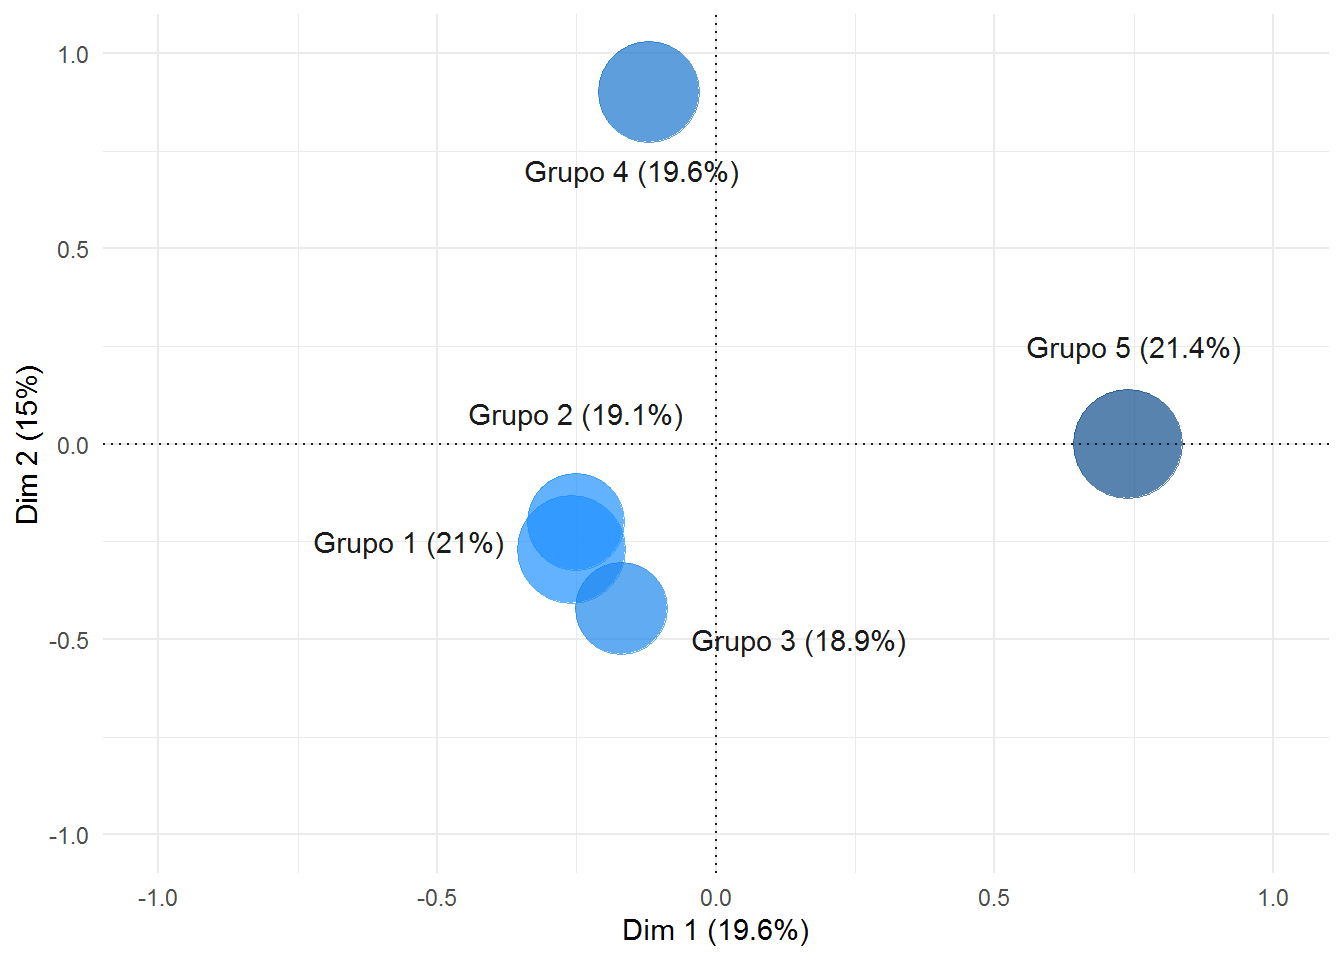 1.0
Grupo 4 (19.6%)
0.5
Grupo 5 (21.4%)
Grupo 2 (19.1%)
0.0
Dim 2 (15%)
Grupo 1 (21%)
-0.5
Grupo 3 (18.9%)
-1.0
-1.0
-0.5
0.0
0.5
1.0
Dim 1 (19.6%)